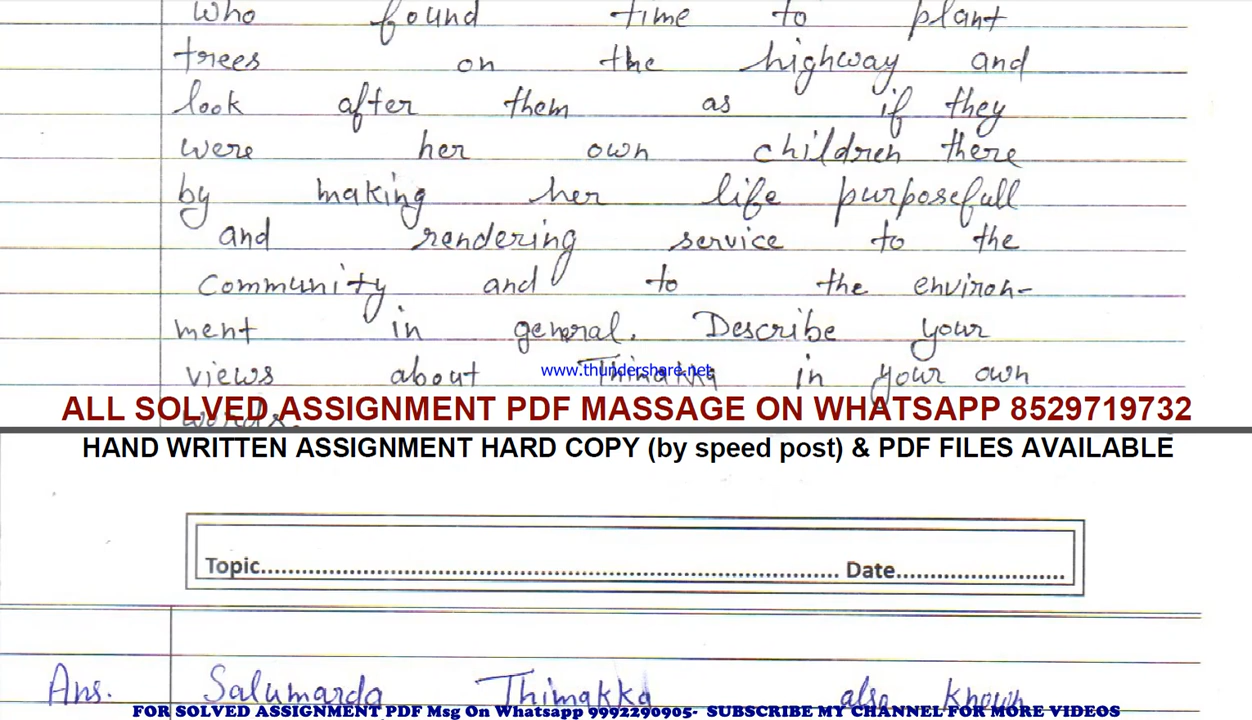 who found time to plant
trees on the highway and
look after them as if they
were her own children there
by making her life purposefull
and rendering service to the
Community and to the environ-
ment in general. Describe your
views about Thimakka in your own
www.thundershare.net
words.
ALL SOLVED ASSIGNMENT PDF MASSAGE ON WHATSAPP 8529719732
HAND WRITTEN ASSIGNMENT HARD COPY (by speed post) & PDF FILES AVAILABLE
Topic.................................................................................... Date.........................
Ans. Salumarda Thimakka also known
FOR SOLVED ASSIGNMENT PDF Msg On Whatsapp 9992290905- SUBSCRIBE MY CHANNEL FOR MORE VIDEOS